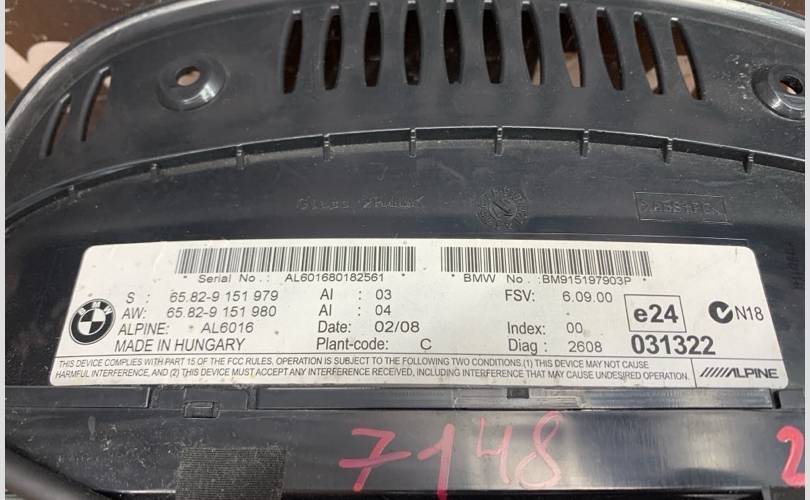 >ABS+PC<
* Serial No.: AL601680182561 * BMW No.: BM915197903P
S : 65.82-9 151 979 AI : 03 FSV: 6.09.00 e24 N18
AW: 65.82-9 151 980 AI : 04
ALPINE: AL6016 Date: 02/08 Index: 00
MADE IN HUNGARY Plant-code: C Diag: 2608 031322
THIS DEVICE COMPLIES WITH PART 15 OF THE FCC RULES, OPERATION IS SUBJECT TO THE FOLLOWING TWO CONDITIONS.(1) THIS DEVICE MAY NOT CAUSE
HARMFUL INTERFERENCE, AND (2) THIS DEVICE MUST ACCEPT ANY INTERFERENCE RECEIVED, INCLUDING INTERFERENCE THAT MAY CAUSE UNDESIRED OPERATION.
ALPINE
7148
2